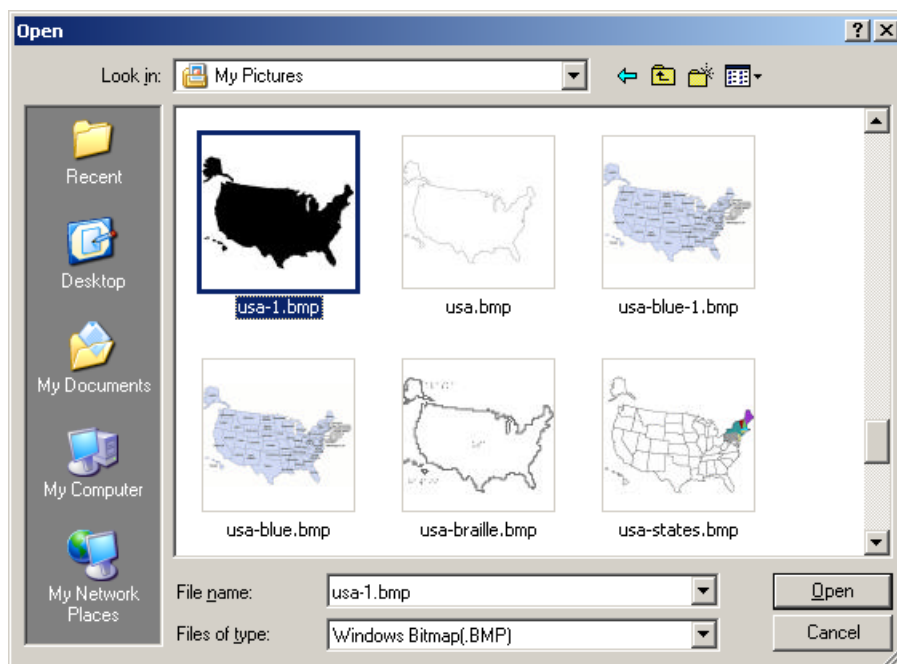 Open
Look in:
My Pictures
Recent
Desktop
My Documents
My Computer
My Network
Places
usa-1.bmp
usa.bmp
usa-blue-1.bmp
usa-blue.bmp
usa-braille.bmp
usa-states.bmp
File name:
usa-1.bmp
Open
Files of type:
Windows Bitmap(.BMP)
Cancel